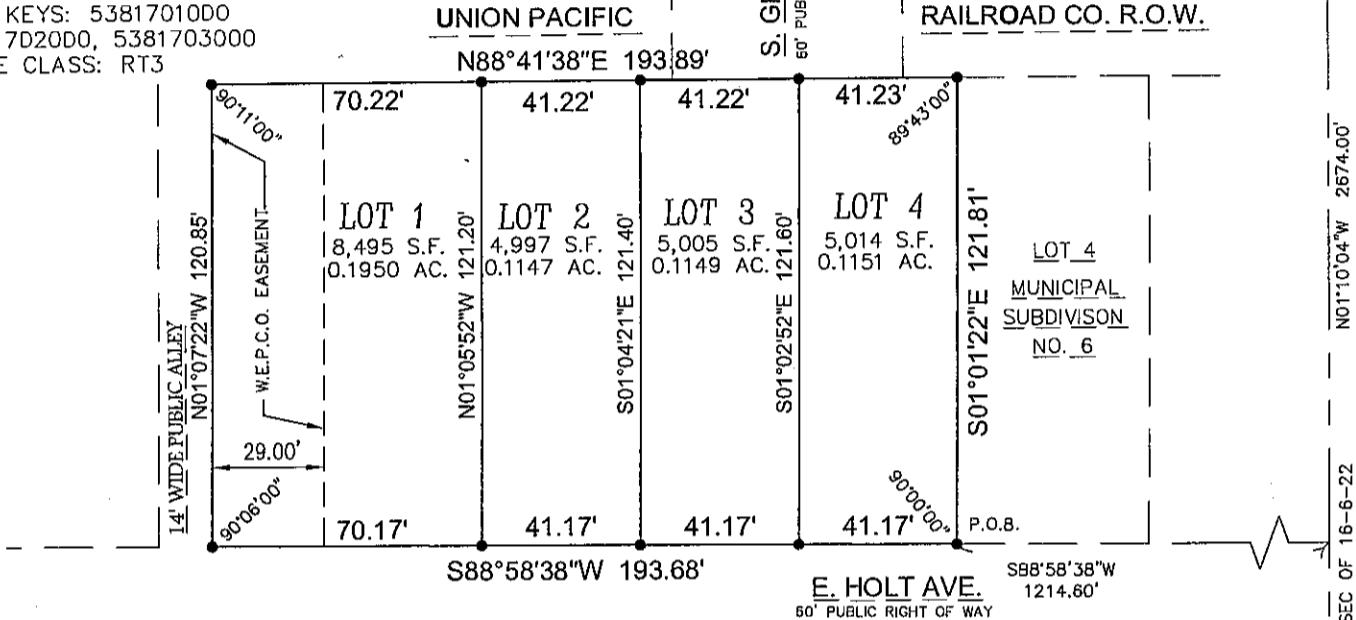 KEYS: 53817010D0
7D20D0, 5381703000
E CLASS: RT3
UNION PACIFIC
RAILROAD CO. R.O.W.
60' PUB
N88°41'38"E 193.89'
70.22'
41.22'
41.22'
41.23'
90°11'00"
89°43'00"
14' WIDE PUBLIC ALLEY
N01°07'22"W 120.85'
W.E.P.C.O. EASEMENT
29.00'
LOT 1
8,495 S.F.
0.1950 AC.
N01°05'52"W 121.20'
LOT 2
4,997 S.F.
0.1147 AC.
S01°04'21"E 121.40'
LOT 3
5,005 S.F.
0.1149 AC.
S01°02'52"E 121.60'
LOT 4
5,014 S.F.
0.1151 AC.
S01°01'22"E 121.81'
LOT 4
MUNICIPAL
SUBDIVISON
NO. 6
N01°10'04"W 2674.00'
SEC OF 16-6-22
90°06'00"
90°00'00"
70.17'
41.17'
41.17'
41.17'
P.O.B.
S88°58'38"W 193.68'
S88°58'38"W
1214.60'
E. HOLT AVE.
60' PUBLIC RIGHT OF WAY